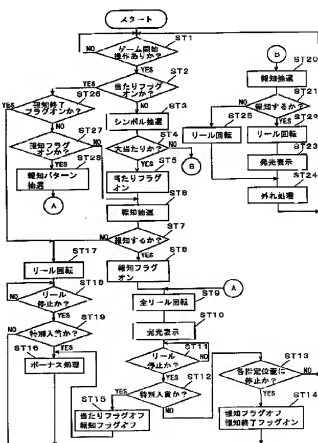 スタート
ST1
ゲーム開始
操作ありか?
NO
YES
ST2
当たりフラグ
オンか?
YES
NO
ST3
シンボル抽選
ST4
大当たりか?
NO
B
YES
ST5
当たりフラグ
オン
ST6
報知抽選
ST7
報知するか?
NO
YES
ST8
報知フラグ
オン
A
ST9
全リール回転
ST10
発光表示
ST11
リール
停止か?
NO
YES
ST12
特別入賞か?
NO
YES
ST13
各指定位置に
停止か?
NO
YES
ST14
報知フラグオフ
報知終了フラグオン
ST15
当たりフラグオフ
報知フラグオフ
ST16
ボーナス処理
ST17
リール回転
ST18
リール
停止か?
NO
YES
ST19
特別入賞か?
NO
YES
B
ST20
報知抽選
ST21
報知するか?
NO
YES
ST25
リール回転
ST22
リール回転
ST23
発光表示
ST24
外れ処理
ST26
報知終了
フラグオンか?
YES
NO
ST27
報知フラグ
オンか?
NO
YES
ST28
報知パターン
抽選
A